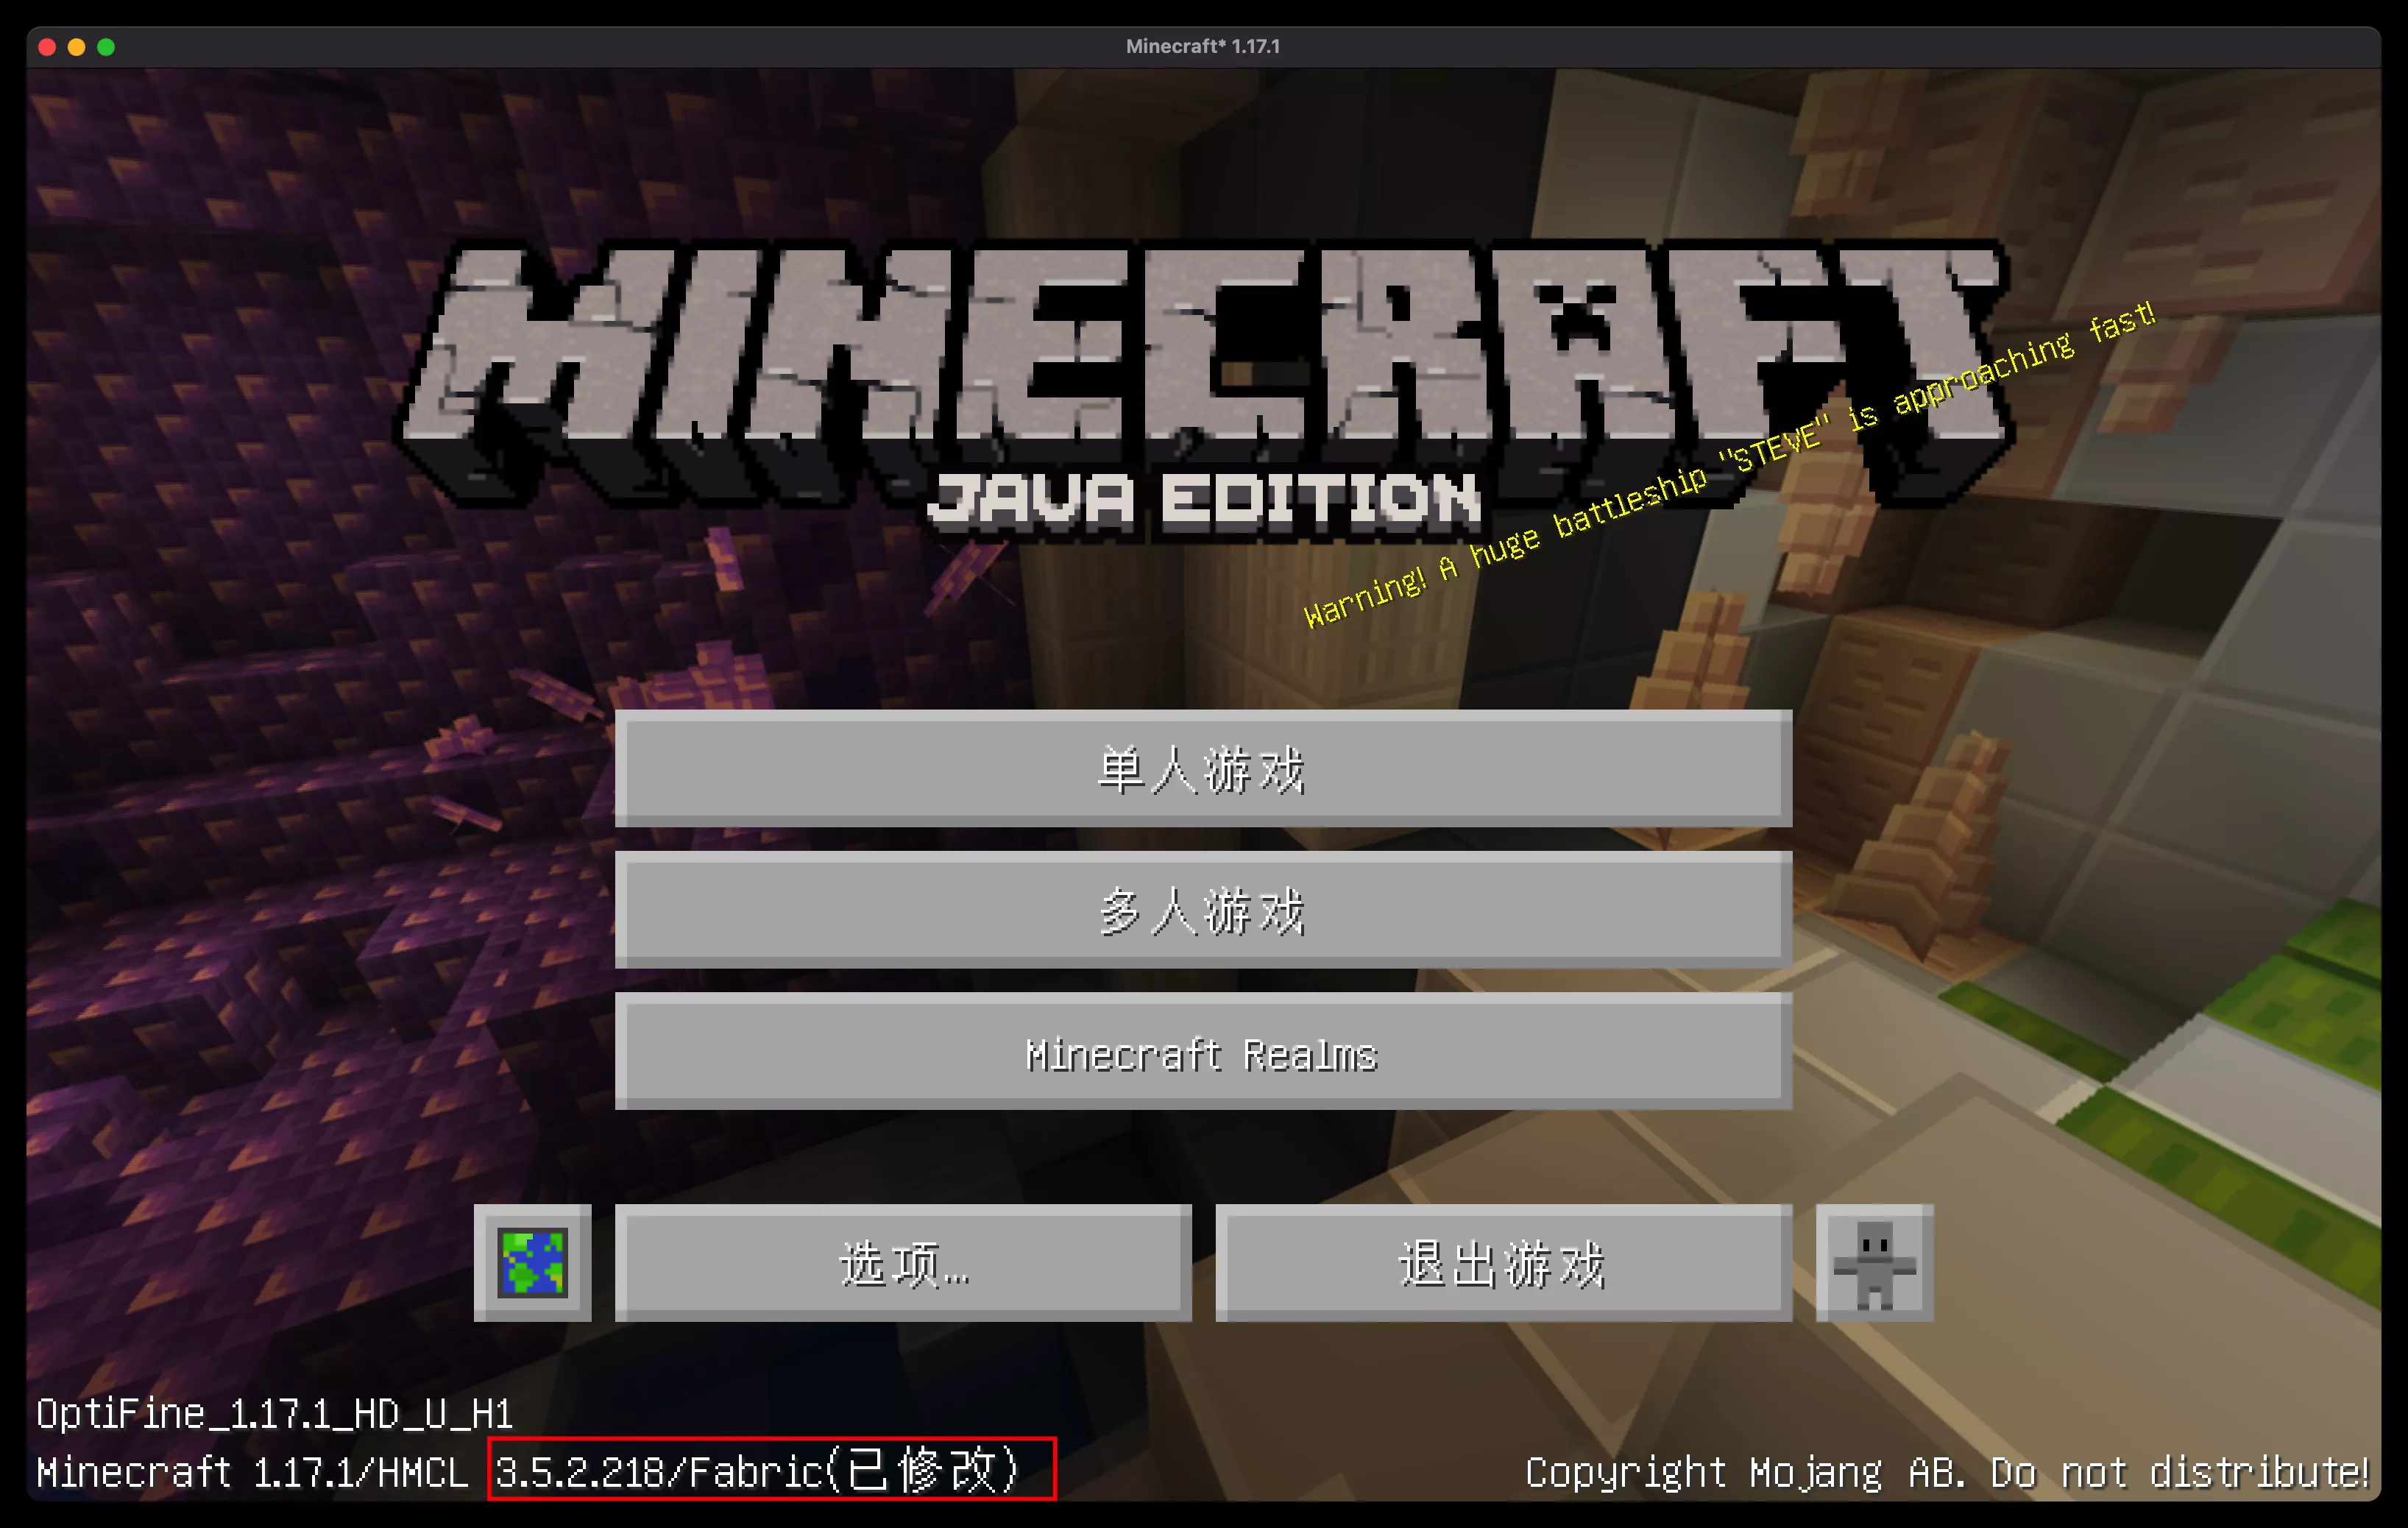 Minecraft* 1.17.1
MINECRAFT
JAVA EDITION
Warning! A huge battleship "STEVE" is approaching fast!
单人游戏
多人游戏
Minecraft Realms
选项…
退出游戏
OptiFine_1.17.1_HD_U_H1
Minecraft 1.17.1/HMCL 3.5.2.218/Fabric(已修改)
Copyright Mojang AB. Do not distribute!